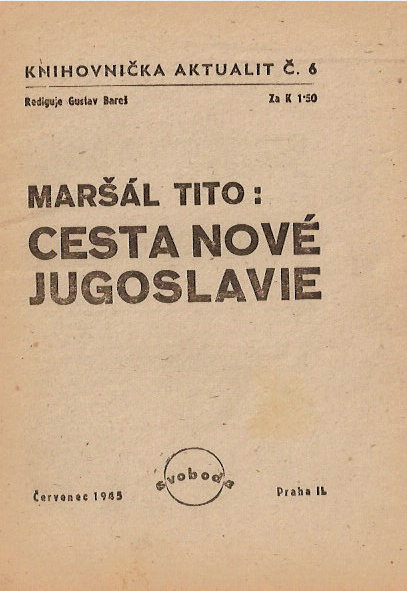 KNIHOVNIČKA AKTUALIT Č. 6
Rediguje Gustav Bareš Za K 1·50
MARŠÁL TITO:
CESTA NOVÉ
JUGOSLAVIE
svoboda
Červenec 1945 Praha II.